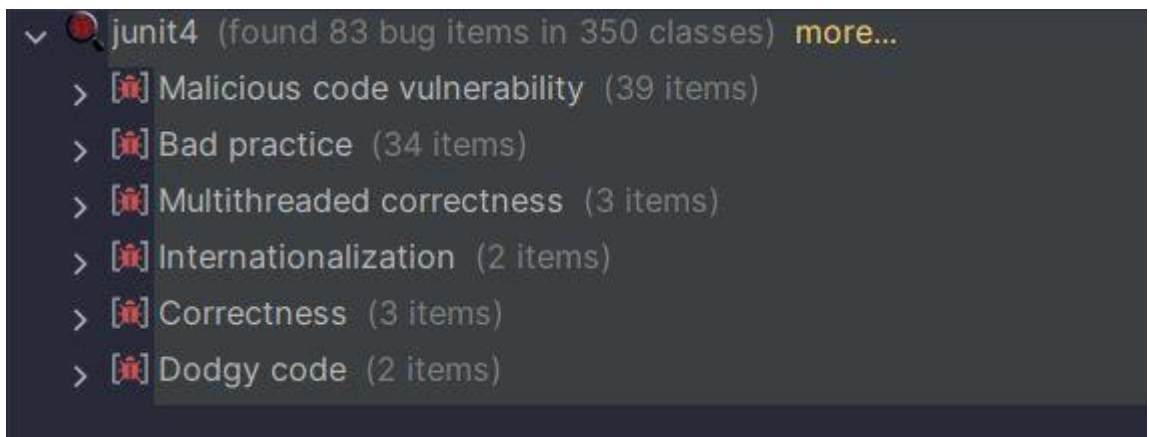 junit4 (found 83 bug items in 350 classes) more...
Malicious code vulnerability (39 items)
Bad practice (34 items)
Multithreaded correctness (3 items)
Internationalization (2 items)
Correctness (3 items)
Dodgy code (2 items)